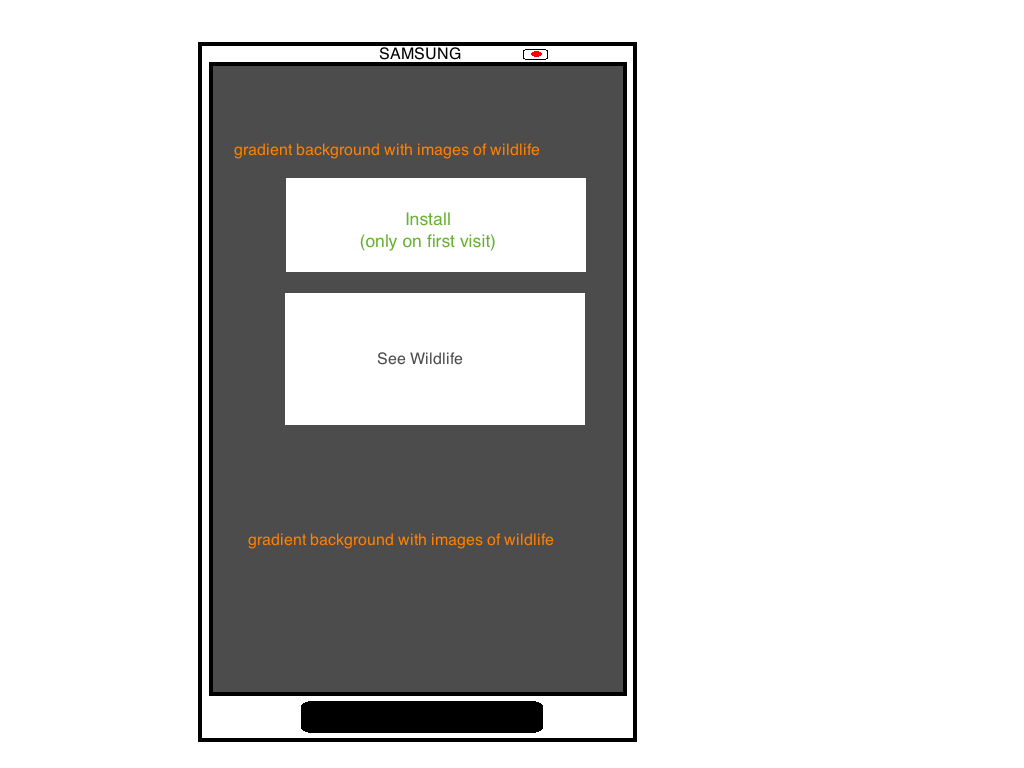 SAMSUNG
gradient background with images of wildlife
Install
(only on first visit)
See Wildlife
gradient background with images of wildlife